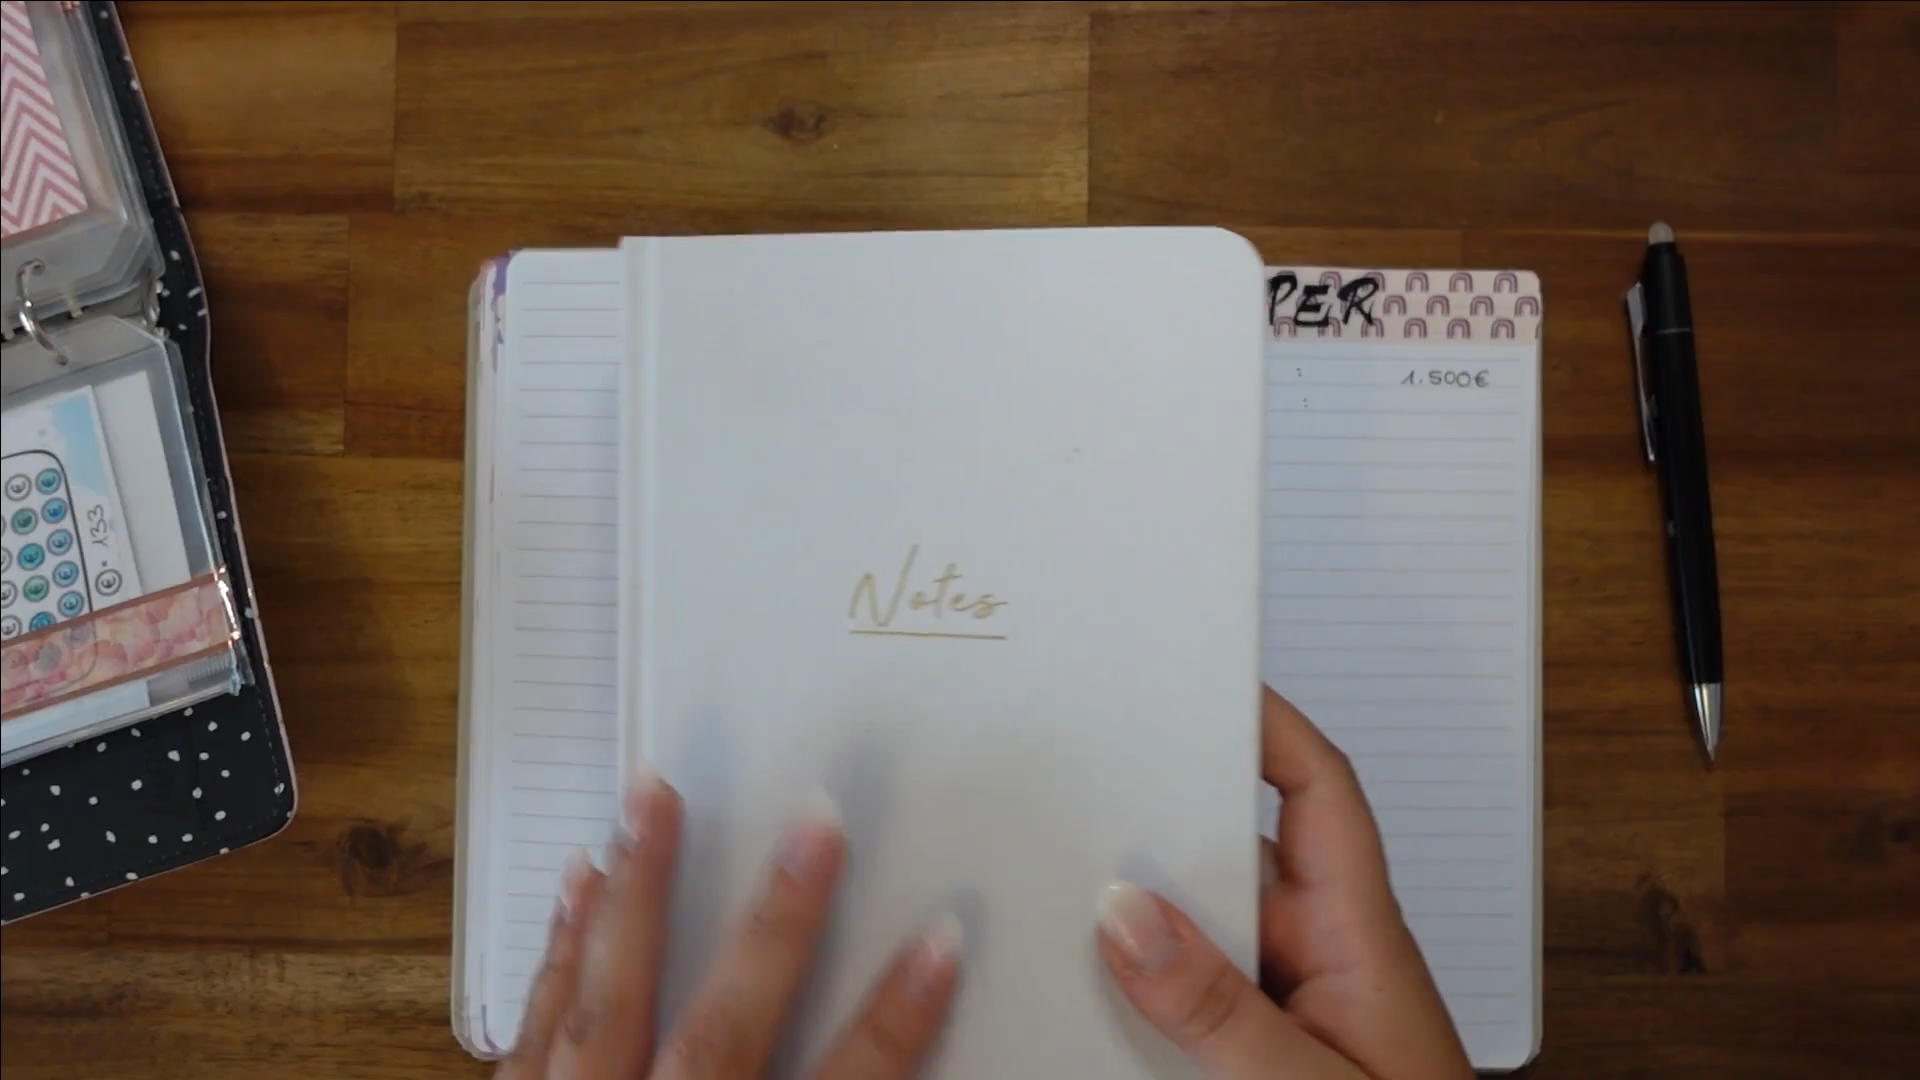 PER
1.500€
Notes
€ = 133